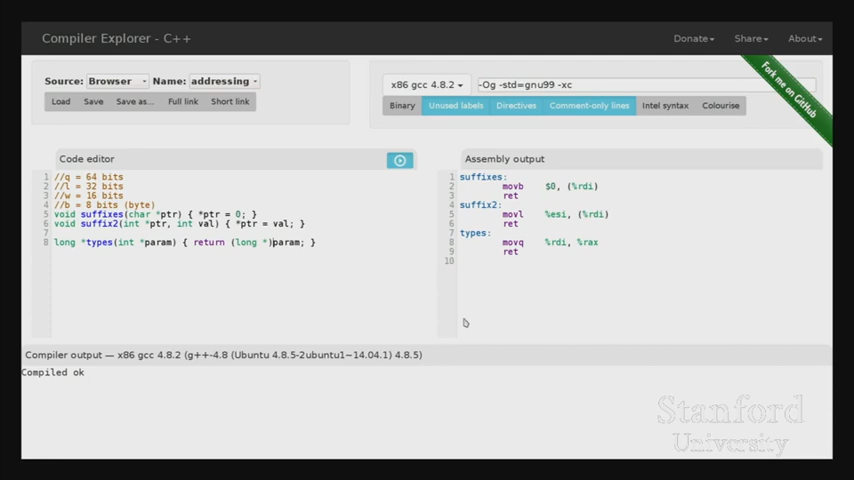 Compiler Explorer - C++
Donate
Share
About
Fork me on GitHub
Source: Browser Name: addressing
Load Save Save as... Full link Short link
x86 gcc 4.8.2 -Og -std=gnu99 -xc
Binary Unused labels Directives Comment-only lines Intel syntax Colourise
Code editor
1 //q = 64 bits
2 //l = 32 bits
3 //w = 16 bits
4 //b = 8 bits (byte)
5 void suffixes(char *ptr) { *ptr = 0; }
6 void suffix2(int *ptr, int val) { *ptr = val; }
7
8 long *types(int *param) { return (long *)param; }
Assembly output
1 suffixes:
2 movb $0, (%rdi)
3 ret
4 suffix2:
5 movl %esi, (%rdi)
6 ret
7 types:
8 movq %rdi, %rax
9 ret
10
Compiler output — x86 gcc 4.8.2 (g++-4.8 (Ubuntu 4.8.5-2ubuntu1~14.04.1) 4.8.5)
Compiled ok
Stanford
University